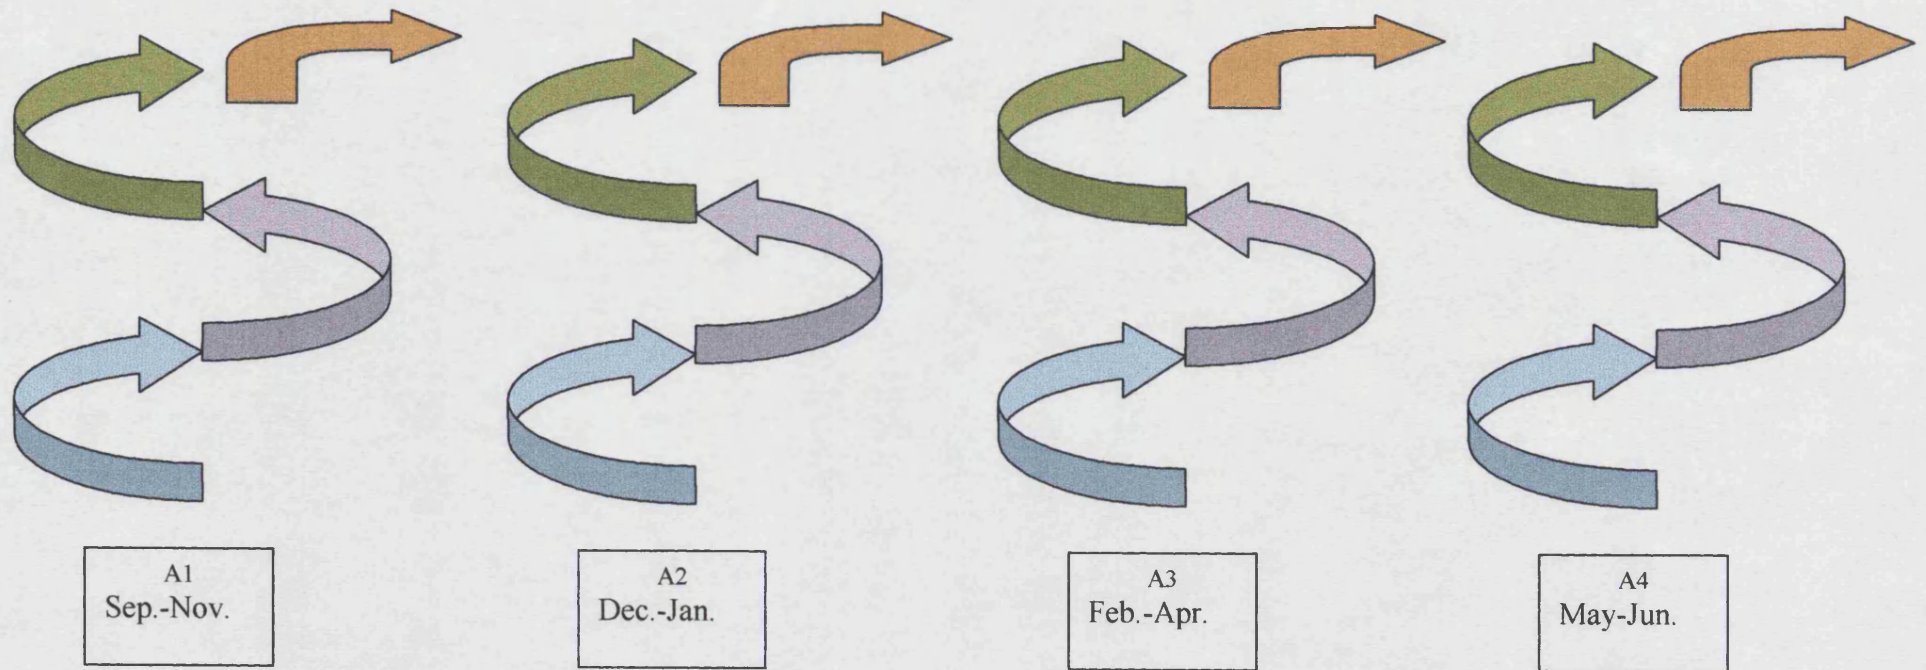 A1
Sep.-Nov.
A2
Dec.-Jan.
A3
Feb.-Apr.
A4
May-Jun.